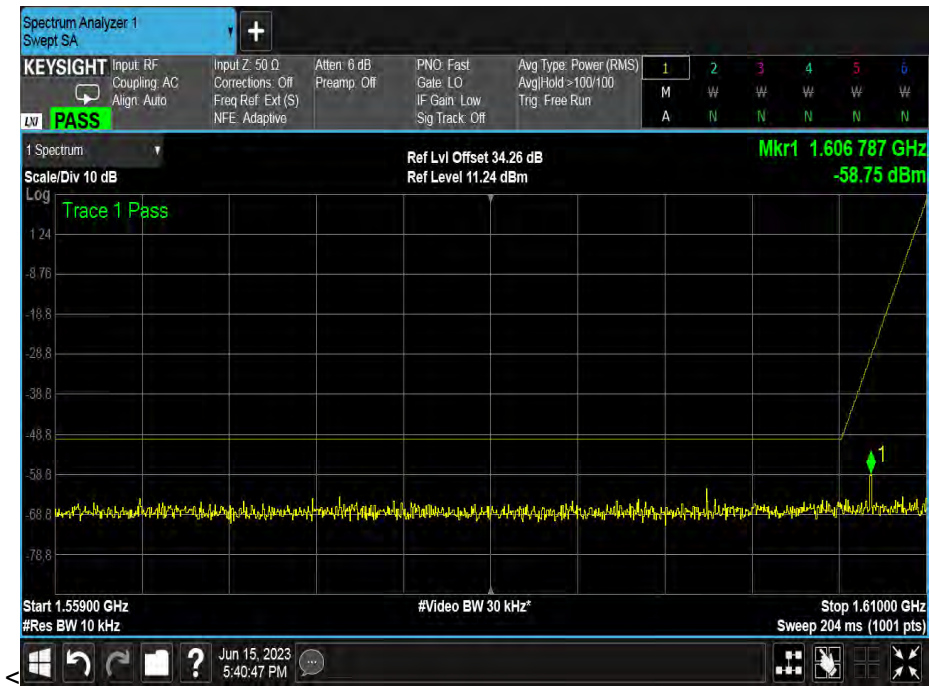 Spectrum Analyzer 1
Swept SA
+
KEYSIGHT
Input: RF
Coupling: AC
Align: Auto
Input Z: 50 Ω
Corrections: Off
Freq Ref: Ext (S)
NFE: Adaptive
Atten: 6 dB
Preamp: Off
PNO: Fast
Gate: LO
IF Gain: Low
Sig Track: Off
Avg Type: Power (RMS)
Avg|Hold >100/100
Trig: Free Run
1 2 3 4 5 6
M W W W W W
A N N N N N
LXI PASS
1 Spectrum
Scale/Div 10 dB
Ref Lvl Offset 34.26 dB
Ref Level 11.24 dBm
Mkr1 1.606 787 GHz
-58.75 dBm
Log
Trace 1 Pass
1.24
-8.76
-18.8
-28.8
-38.8
-48.8
1
-58.8
-68.8
-78.8
Start 1.55900 GHz
#Res BW 10 kHz
#Video BW 30 kHz*
Stop 1.61000 GHz
Sweep 204 ms (1001 pts)
<
?
Jun 15, 2023
5:40:47 PM